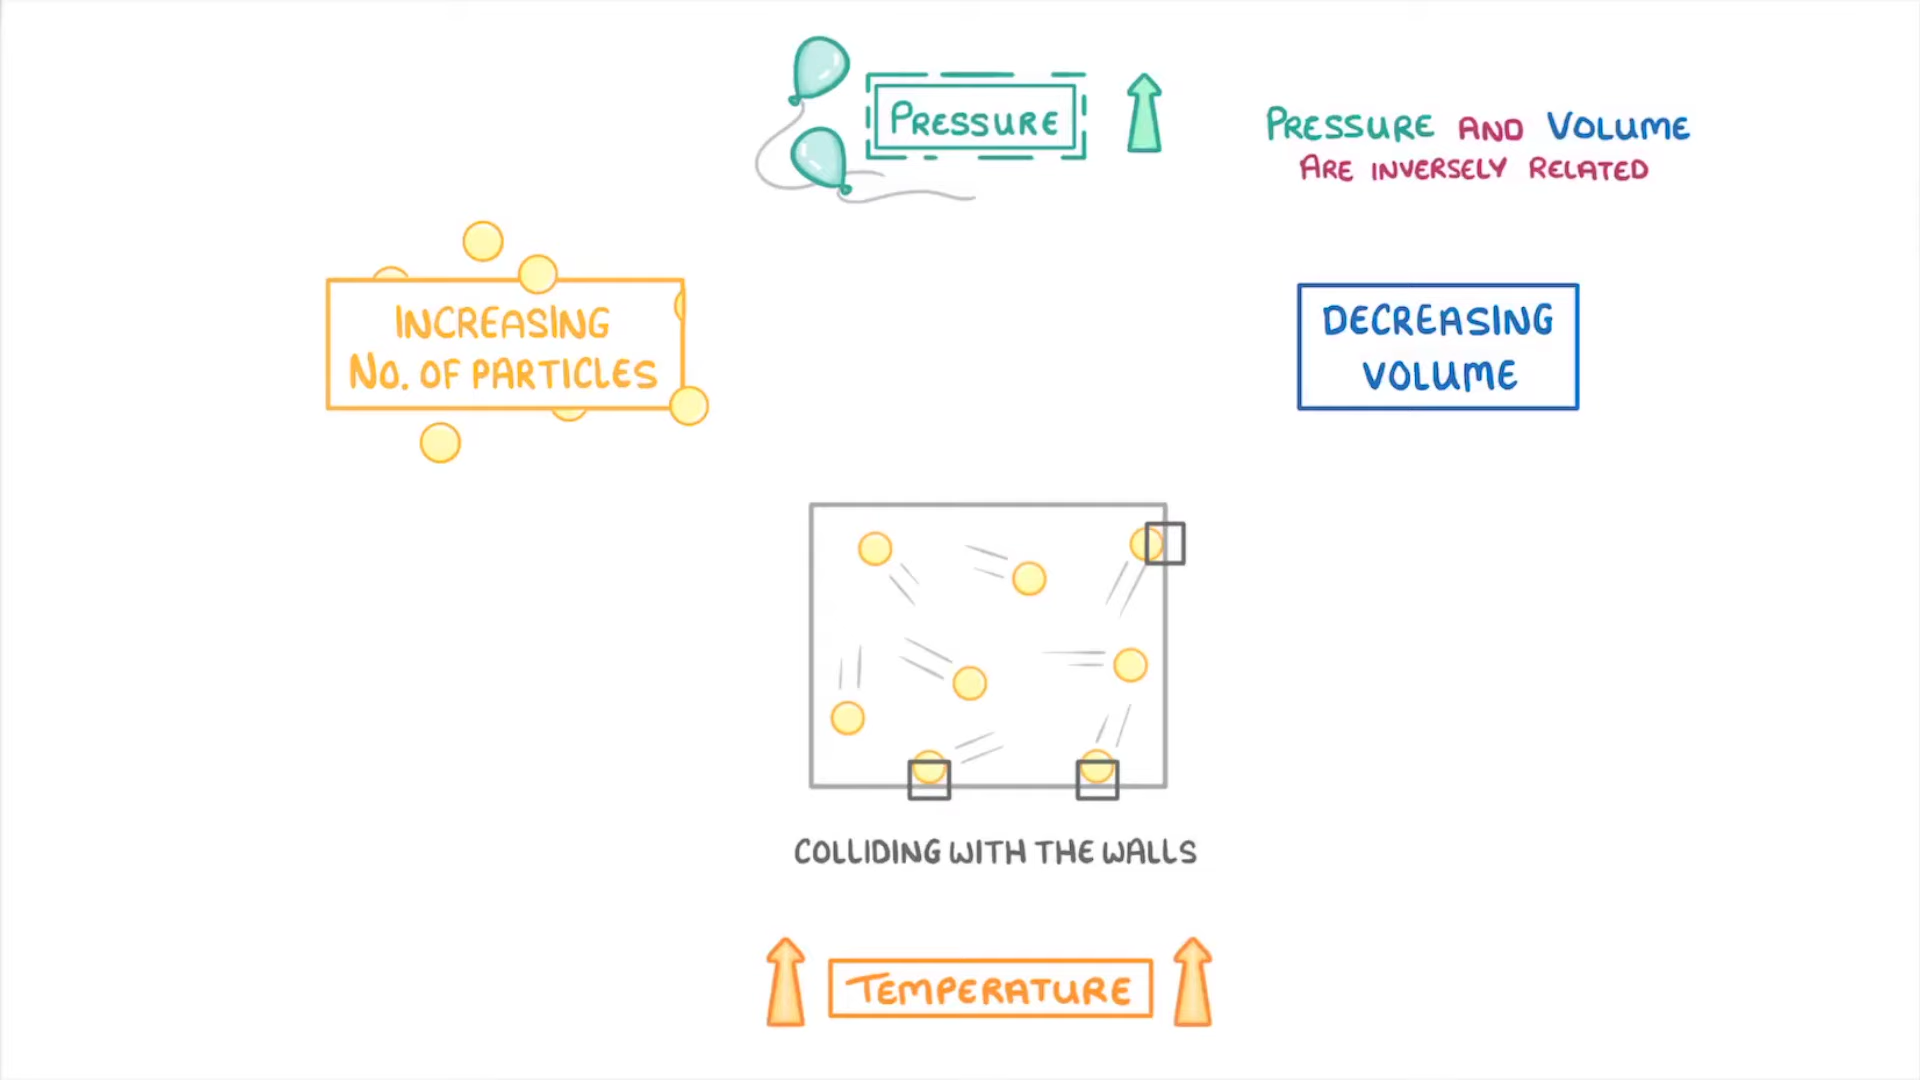 PRESSURE
PRESSURE AND VOLUME
ARE INVERSELY RELATED
INCREASING
NO. OF PARTICLES
DECREASING
VOLUME
COLLIDING WITH THE WALLS
TEMPERATURE